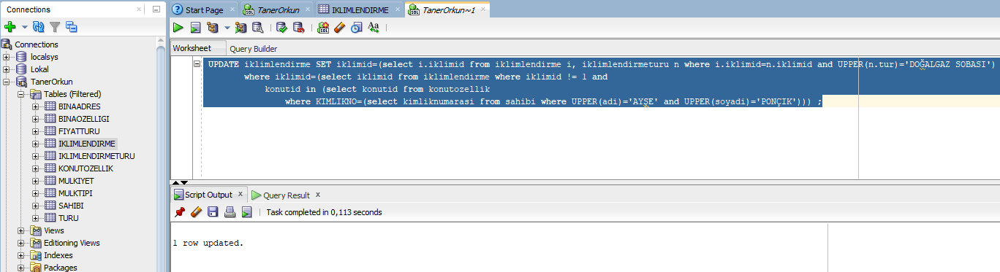 Connections
Start Page
TanerOrkun
IKLIMLENDIRME
TanerOrkun~1
Connections
localsys
Lokal
TanerOrkun
Tables (Filtered)
BINAADRES
BINAOZELLIGI
FIYATTURU
IKLIMLENDIRME
IKLIMLENDIRMETURU
KONUTOZELLIK
MULKIYET
MULKTIPI
SAHIBI
TURU
Views
Editioning Views
Indexes
Packages
Worksheet
Query Builder
UPDATE iklimlendirme SET iklimid=(select i.iklimid from iklimlendirme i, iklimlendirmeturu n where i.iklimid=n.iklimid and UPPER(n.tur)='DOĞALGAZ SOBASI')
where iklimid=(select iklimid from iklimlendirme where iklimid != 1 and
konutid in (select konutid from konutozellik
where KIMLIKNO=(select kimliknumarasi from sahibi where UPPER(adi)='AYŞE' and UPPER(soyadi)='PONÇIK'))) ;
Script Output
Query Result
Task completed in 0,113 seconds
1 row updated.